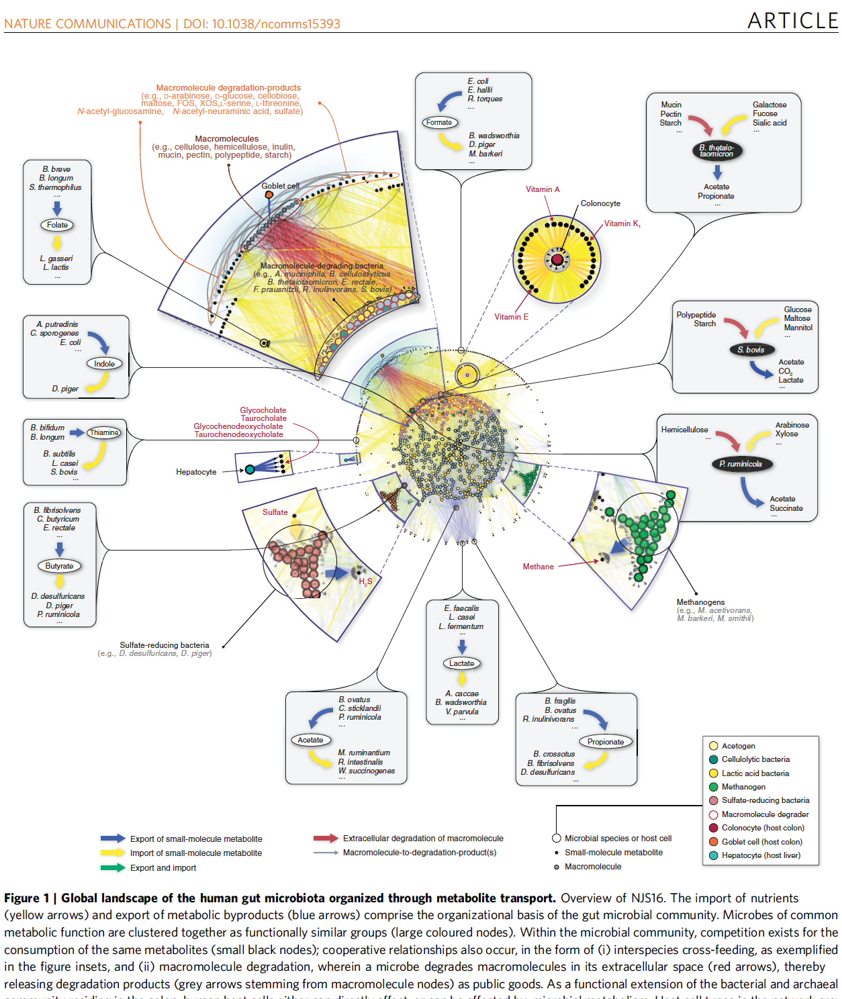 NATURE COMMUNICATIONS | DOI: 10.1038/ncomms15393
ARTICLE
Macromolecule degradation-products
(e.g., D-arabinose, D-glucose, cellobiose,
maltose, FOS, XOS,L-serine, L-threonine,
N-acetyl-glucosamine, N-acetyl-neuraminic acid, sulfate)
Macromolecules
(e.g., cellulose, hemicellulose, inulin,
mucin, pectin, polypeptide, starch)
Goblet cell
Macromolecule-degrading bacteria
(e.g., A. muciniphila, B. cellulosilyticus
B. thetaiotaomicron, E. rectale,
F. prausnitzii, R. inulinvorans, S. bovis)
E. coli
E. hallii
R. torques
...
Formate
B. wadsworthia
D. piger
M. barkeri
...
Mucin
Pectin
Starch
...
Galactose
Fucose
Sialic acid
...
B. thetaio-
taomicron
Acetate
Propionate
...
Vitamin A
Colonocyte
Vitamin K1
Vitamin E
B. breve
B. longum
S. thermophilus
...
Folate
L. gasseri
L. lactis
...
A. putredinis
C. sporogenes
E. coli
...
Indole
D. piger
Polypeptide
Starch
Glucose
Maltose
Mannitol
...
S. bovis
Acetate
CO2
Lactate
...
B. bifidum
B. longum
Thiamine
B. subtilis
L. casei
S. bovis
...
Glycocholate
Taurocholate
Glycochenodeoxycholate
Taurochenodeoxycholate
Hepatocyte
Hemicellulose
...
Arabinose
Xylose
...
P. ruminicola
Acetate
Succinate
...
B. fibrisolvens
C. butyricum
E. rectale
...
Butyrate
D. desulfuricans
D. piger
P. ruminicola
...
Sulfate
H2S
Sulfate-reducing bacteria
(e.g., D. desulfuricans, D. piger)
Methane
Methanogens
(e.g., M. acetivorans,
M. barkeri, M. smithii)
E. faecalis
L. casei
L. fermentum
...
Lactate
A. caccae
B. wadsworthia
V. parvula
...
B. ovatus
C. sticklandii
P. ruminicola
...
Acetate
M. ruminantium
R. intestinalis
W. succinogenes
...
B. fragilis
B. ovatus
R. inulinivorans
...
Propionate
B. crossotus
B. fibrisolvens
D. desulfuricans
...
Acetogen
Cellulolytic bacteria
Lactic acid bacteria
Methanogen
Sulfate-reducing bacteria
Macromolecule degrader
Colonocyte (host colon)
Goblet cell (host colon)
Hepatocyte (host liver)
Export of small-molecule metabolite
Import of small-molecule metabolite
Export and import
Extracellular degradation of macromolecule
Macromolecule-to-degradation-product(s)
Microbial species or host cell
Small-molecule metabolite
Macromolecule
Figure 1 | Global landscape of the human gut microbiota organized through metabolite transport. Overview of NJS16. The import of nutrients
(yellow arrows) and export of metabolic byproducts (blue arrows) comprise the organizational basis of the gut microbial community. Microbes of common
metabolic function are clustered together as functionally similar groups (large coloured nodes). Within the microbial community, competition exists for the
consumption of the same metabolites (small black nodes); cooperative relationships also occur, in the form of (i) interspecies cross-feeding, as exemplified
in the figure insets, and (ii) macromolecule degradation, wherein a microbe degrades macromolecules in its extracellular space (red arrows), thereby
releasing degradation products (grey arrows stemming from macromolecule nodes) as public goods. As a functional extension of the bacterial and archaeal